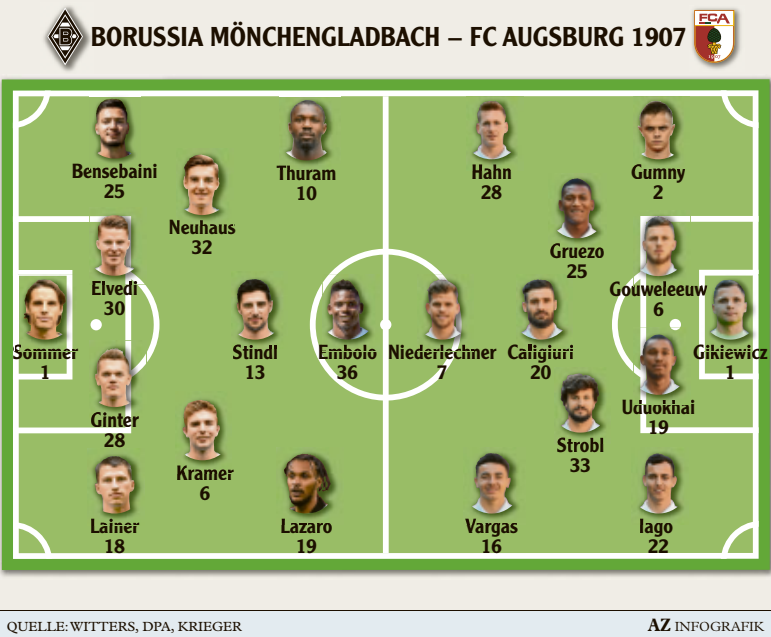 BORUSSIA MÖNCHENGLADBACH – FC AUGSBURG 1907
FCA
1907
Bensebaini
25
Thuram
10
Hahn
28
Gumny
2
Neuhaus
32
Gruezo
25
Elvedi
30
Gouweleeuw
6
Sommer
1
Stindl
13
Embolo
36
Niederlechner
7
Caligiuri
20
Gikiewicz
1
Ginter
28
Uduokhai
19
Kramer
6
Strobl
33
Lainer
18
Lazaro
19
Vargas
16
Iago
22
QUELLE: WITTERS, DPA, KRIEGER
AZ INFOGRAFIK